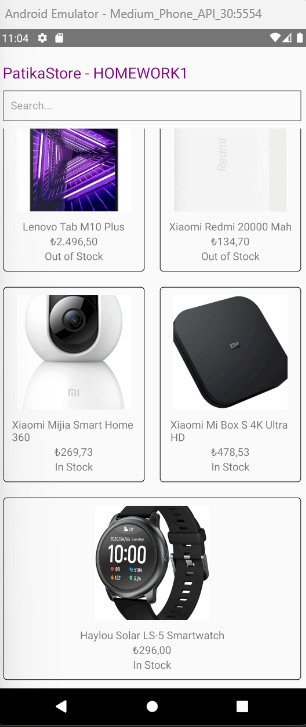 Android Emulator - Medium_Phone_API_30:5554
11:04
PatikaStore - HOMEWORK1
Search...
Redmi
Lenovo Tab M10 Plus
₺2.496,50
Out of Stock
Xiaomi Redmi 20000 Mah
₺134,70
Out of Stock
mi
mi
Xiaomi Mijia Smart Home
360
₺269,73
In Stock
Xiaomi Mi Box S 4K Ultra
HD
₺478,53
In Stock
10:00
Haylou Solar LS-5 Smartwatch
₺296,00
In Stock